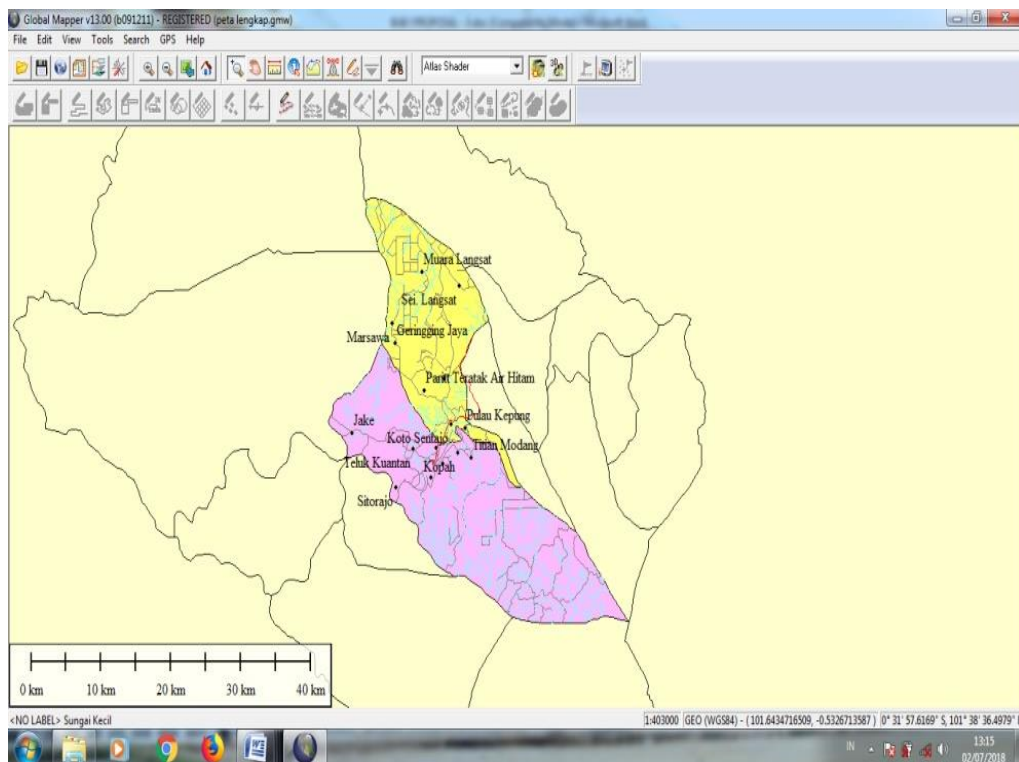 Global Mapper v13.00 (b091211) - REGISTERED (peta lengkap.gmw)
File Edit View Tools Search GPS Help
Atlas Shader
Muara Langsat
Sei. Langsat
Geringging Jaya
Marsawa
Teratak Air Hitam
Pulau Kepung
Jake
Koto Sentajo
Titian Modang
Teluk Kuantan
Kopah
Sitorajo
0 km 10 km 20 km 30 km 40 km
<NO LABEL> Sungai Kecil
1:403000 GEO (WGS84) - ( 101.6434716509, -0.5326713587 ) 0° 31' 57.6169" S, 101° 38' 36.4979"
IN
13:15
02/07/2018